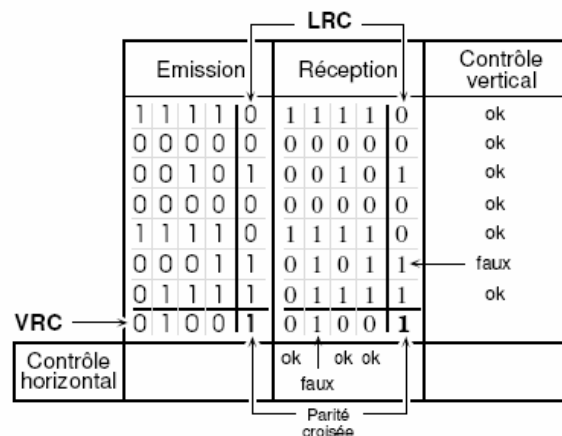 LRC
Emission Réception Contrôle vertical
1 1 1 1 0 1 1 1 1 0 ok
0 0 0 0 0 0 0 0 0 0 ok
0 0 1 0 1 0 0 1 0 1 ok
0 0 0 0 0 0 0 0 0 0 ok
1 1 1 1 0 1 1 1 1 0 ok
0 0 0 1 1 0 1 0 1 1 faux
0 1 1 1 1 0 1 1 1 1 ok
VRC 0 1 0 0 1 0 1 0 0 1
Contrôle horizontal ok ok ok
faux
Parité
croisée